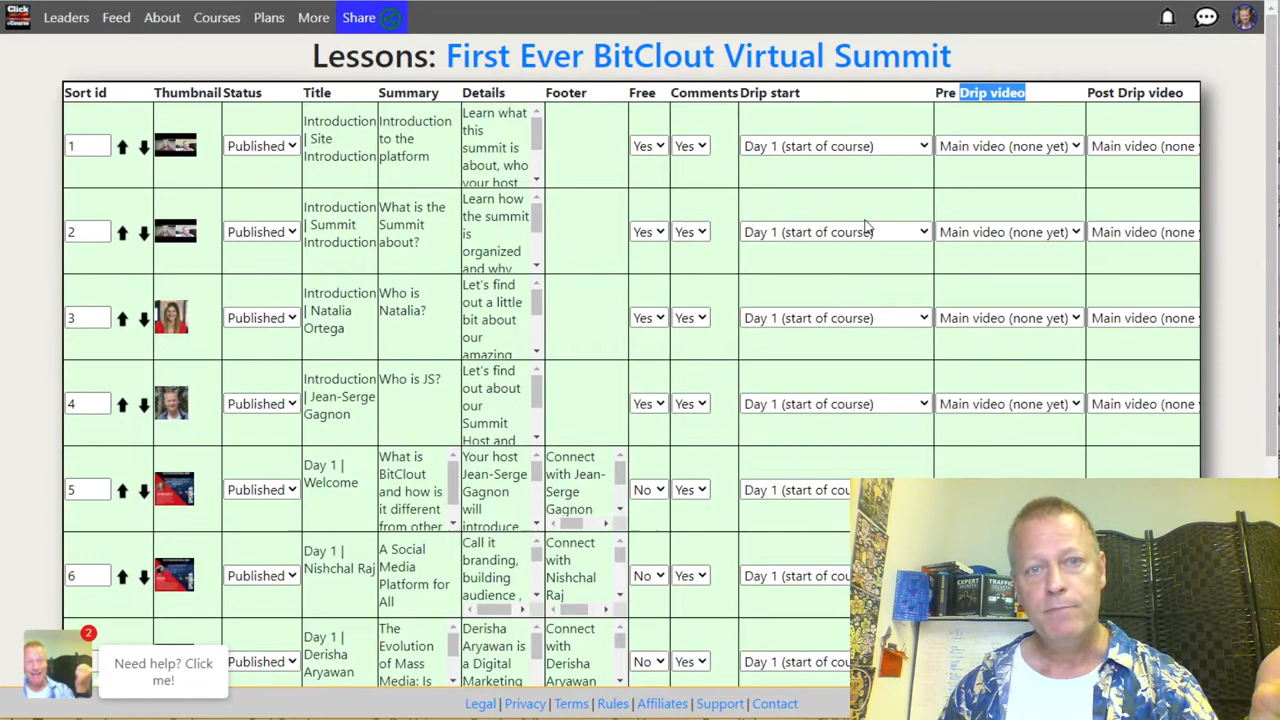 Click
eCourse
Leaders Feed About Courses Plans More Share
Lessons: First Ever BitClout Virtual Summit
Sort id Thumbnail Status Title Summary Details Footer Free Comments Drip start Pre Drip video Post Drip video
1 Published Introduction | Site Introduction
Introduction to the platform
Learn what this summit is about, who your host
Yes Yes Day 1 (start of course) Main video (none yet) Main video (none
2 Published Introduction | Summit Introduction
What is the Summit about?
Learn how the summit is organized and why
Yes Yes Day 1 (start of course) Main video (none yet) Main video (none
3 Published Introduction | Natalia Ortega
Who is Natalia?
Let's find out a little bit about our amazing
Yes Yes Day 1 (start of course) Main video (none yet) Main video (none
4 Published Introduction | Jean-Serge Gagnon
Who is JS?
Let's find out about our Summit Host and
Yes Yes Day 1 (start of course) Main video (none yet) Main video (none
5 Published Day 1 | Welcome
What is BitClout and how is it different from other
Your host Jean-Serge Gagnon will introduce
Connect with Jean-Serge Gagnon
No Yes Day 1 (start of cou
6 Published Day 1 | Nishchal Raj
A Social Media Platform for All
Call it branding, building audience ,
Connect with Nishchal Raj
No Yes Day 1 (start of cou
Day 1 | Derisha Aryawan
The Evolution of Mass Media: Is
Derisha Aryawan is a Digital Marketing
Connect with Derisha Aryawan
No Yes Day 1 (start of cou
2
Need help? Click me!
EXPERT
SECRETS
TRAFFIC
SECRETS
Legal | Privacy | Terms | Rules | Affiliates | Support | Contact